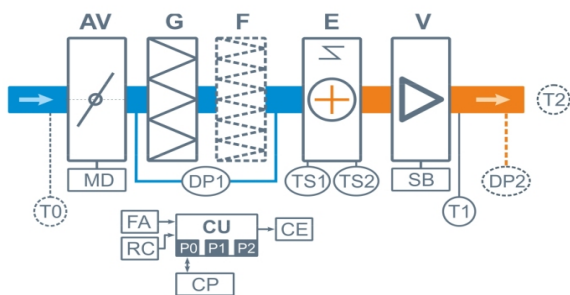 AV G F E V
T2
MD DP1 TS1 TS2 SB DP2
T0 T1
FA CU CE
RC P0 P1 P2
CP